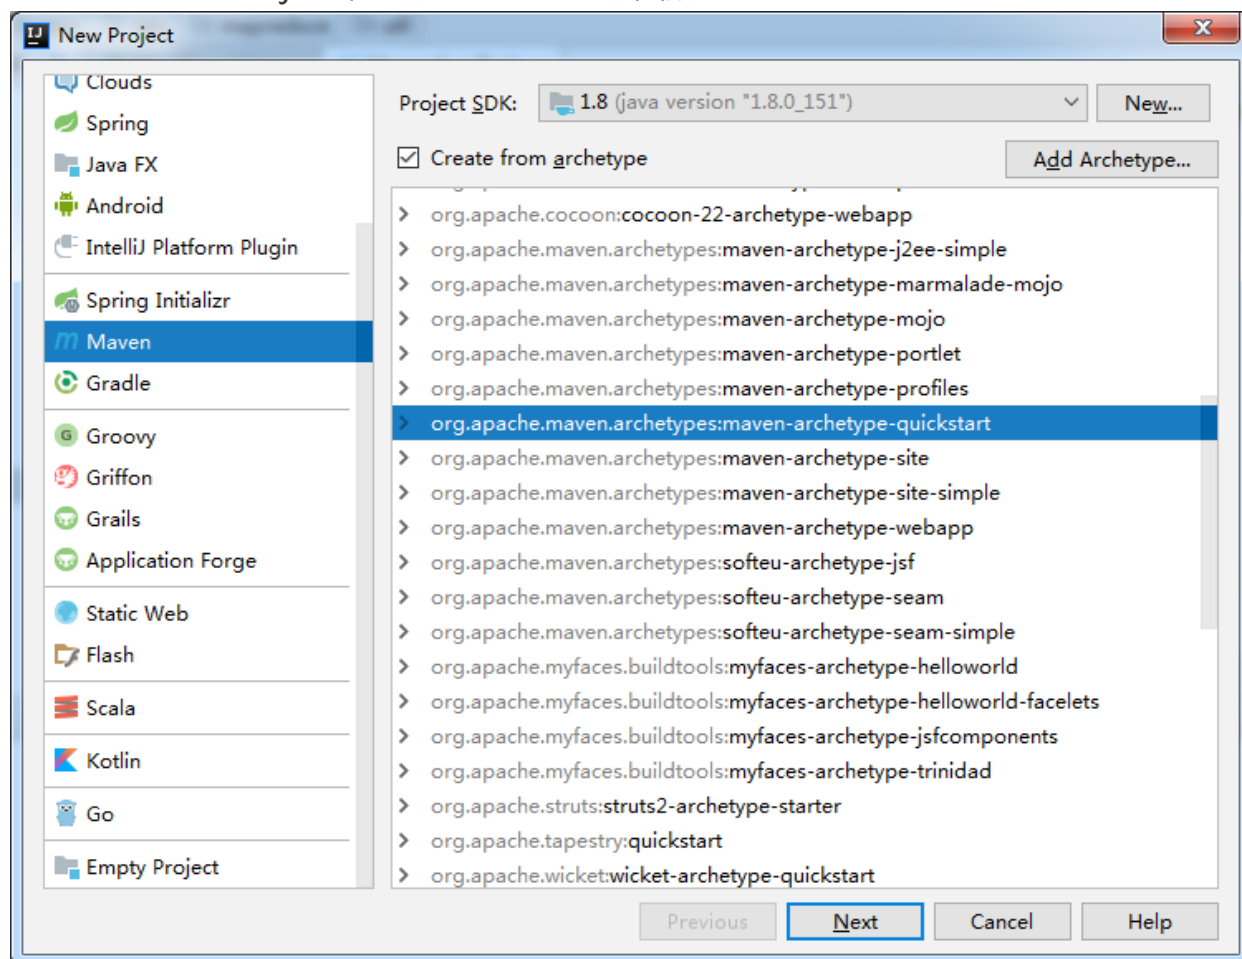 New Project
Clouds
Spring
Java FX
Android
IntelliJ Platform Plugin
Spring Initializr
Maven
Gradle
Groovy
Griffon
Grails
Application Forge
Static Web
Flash
Scala
Kotlin
Go
Empty Project
Project SDK: 1.8 (java version "1.8.0_151") New...
Create from archetype Add Archetype...
org.apache.cocoon:cocoon-22-archetype-webapp
org.apache.maven.archetypes:maven-archetype-j2ee-simple
org.apache.maven.archetypes:maven-archetype-marmalade-mojo
org.apache.maven.archetypes:maven-archetype-mojo
org.apache.maven.archetypes:maven-archetype-portlet
org.apache.maven.archetypes:maven-archetype-profiles
org.apache.maven.archetypes:maven-archetype-quickstart
org.apache.maven.archetypes:maven-archetype-site
org.apache.maven.archetypes:maven-archetype-site-simple
org.apache.maven.archetypes:maven-archetype-webapp
org.apache.maven.archetypes:softeu-archetype-jsf
org.apache.maven.archetypes:softeu-archetype-seam
org.apache.maven.archetypes:softeu-archetype-seam-simple
org.apache.myfaces.buildtools:myfaces-archetype-helloworld
org.apache.myfaces.buildtools:myfaces-archetype-helloworld-facelets
org.apache.myfaces.buildtools:myfaces-archetype-jsfcomponents
org.apache.myfaces.buildtools:myfaces-archetype-trinidad
org.apache.struts:struts2-archetype-starter
org.apache.tapestry:quickstart
org.apache.wicket:wicket-archetype-quickstart
Previous Next Cancel Help